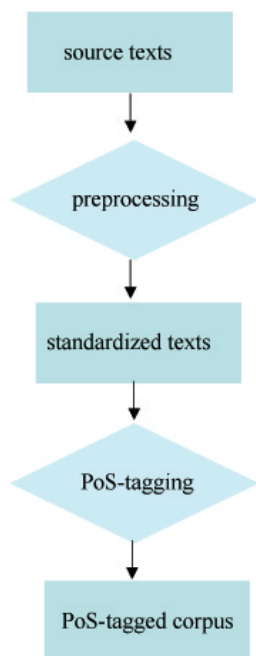 source texts
preprocessing
standardized texts
PoS-tagging
PoS-tagged corpus